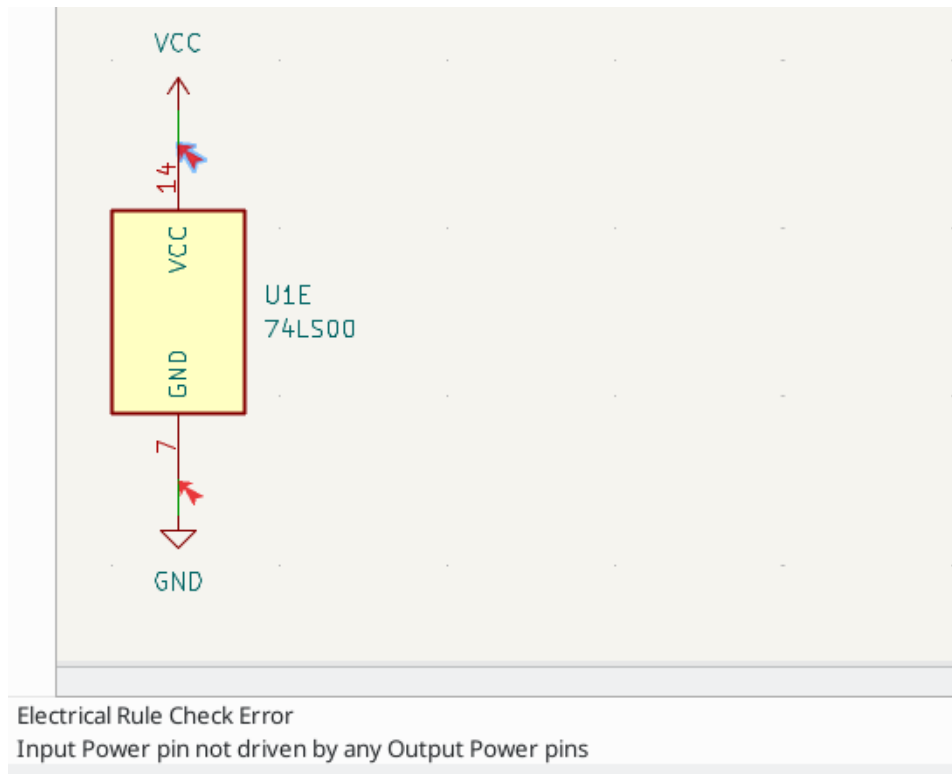 VCC
14
VCC
U1E
74LS00
GND
7
GND
Electrical Rule Check Error
Input Power pin not driven by any Output Power pins